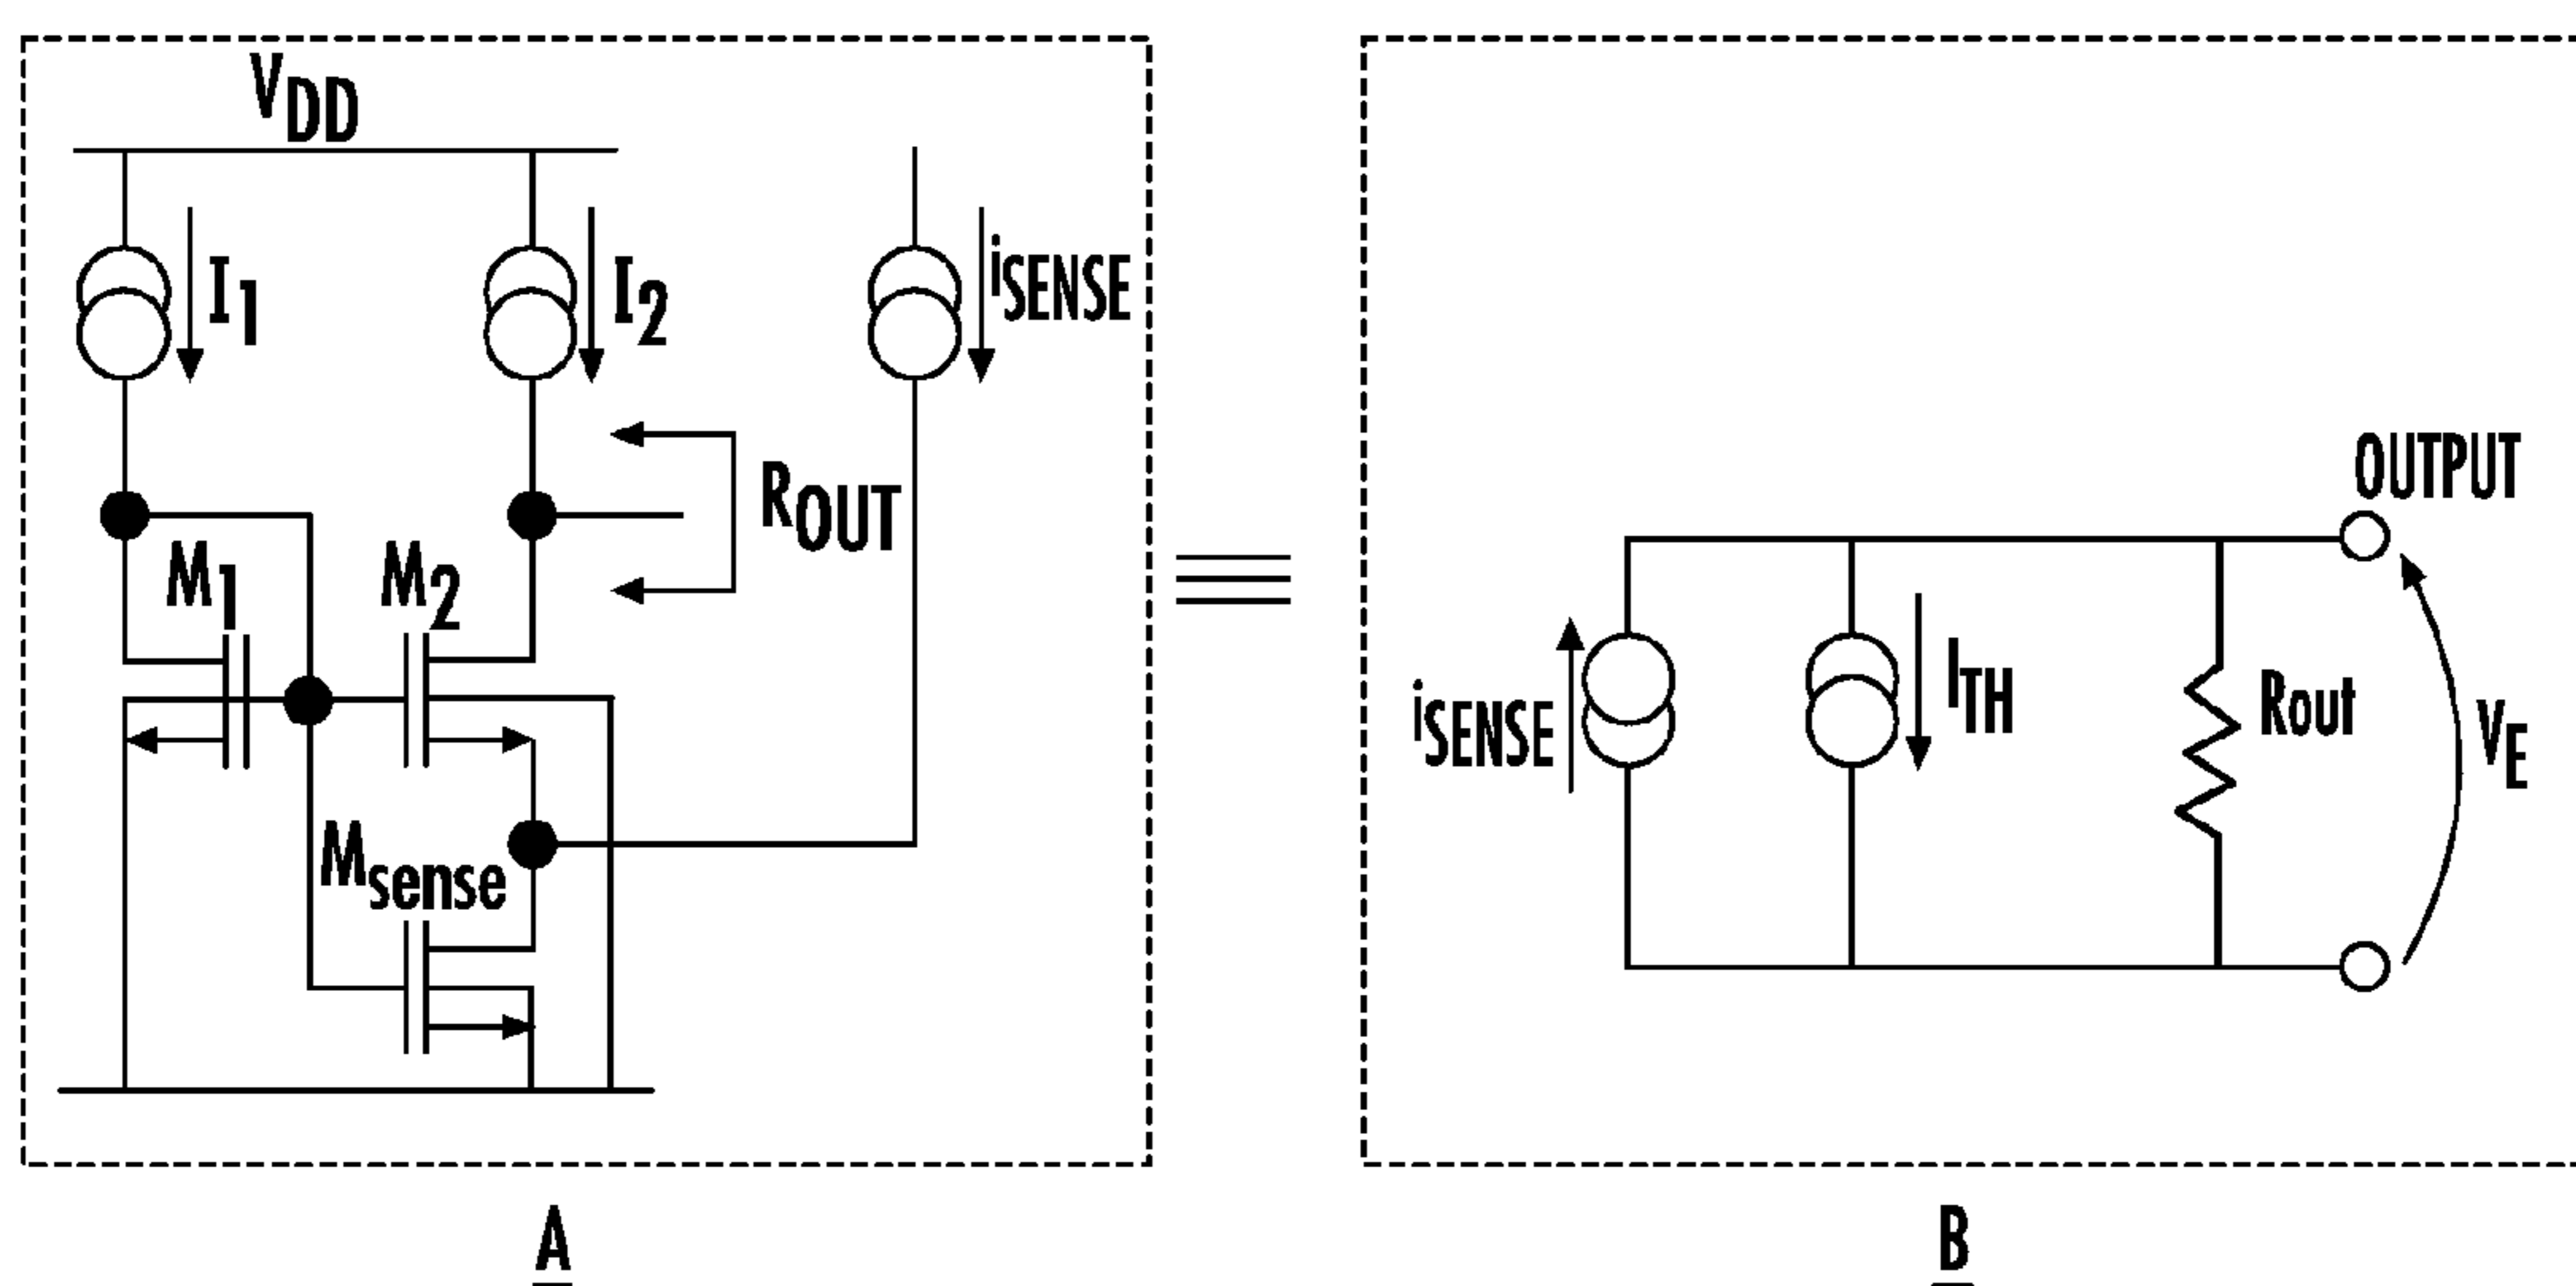 VDD
I1
I2
iSENSE
ROUT
M1
M2
Msense
A
OUTPUT
iSENSE
ITH
Rout
VE
B